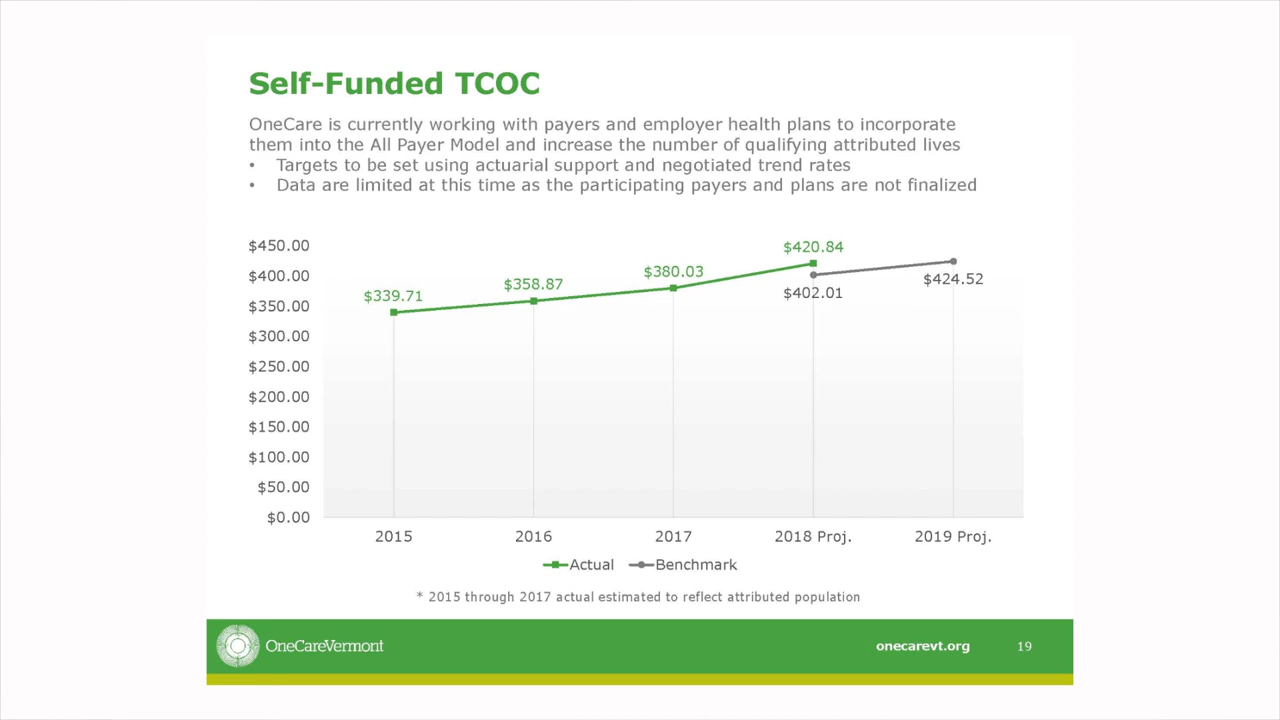 Self-Funded TCOC
OneCare is currently working with payers and employer health plans to incorporate
them into the All Payer Model and increase the number of qualifying attributed lives
• Targets to be set using actuarial support and negotiated trend rates
• Data are limited at this time as the participating payers and plans are not finalized
$450.00
$400.00
$350.00
$300.00
$250.00
$200.00
$150.00
$100.00
$50.00
$0.00
$339.71
$358.87
$380.03
$420.84
$402.01
$424.52
2015
2016
2017
2018 Proj.
2019 Proj.
Actual
Benchmark
* 2015 through 2017 actual estimated to reflect attributed population
OneCareVermont
onecarevt.org
19